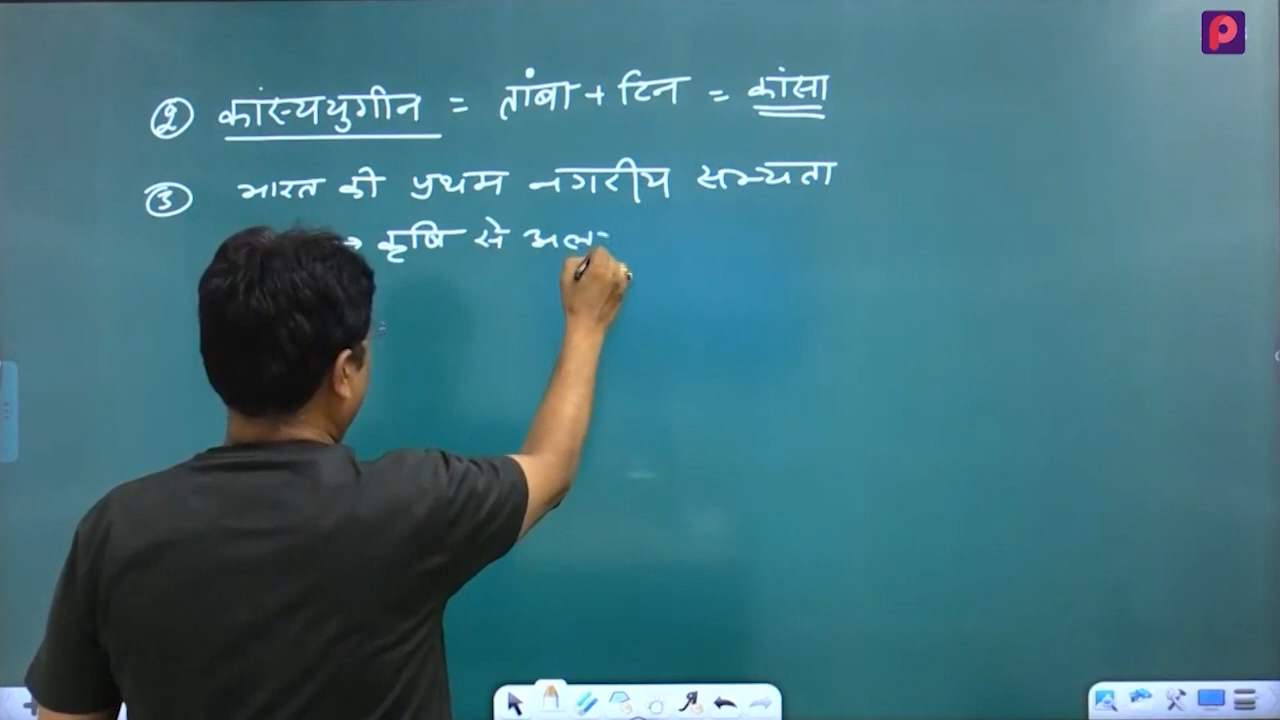 ② कांस्ययुगीन = तांबा + टिन = कांसा
③ भारत की प्रथम नगरीय सभ्यता
→ कृषि से